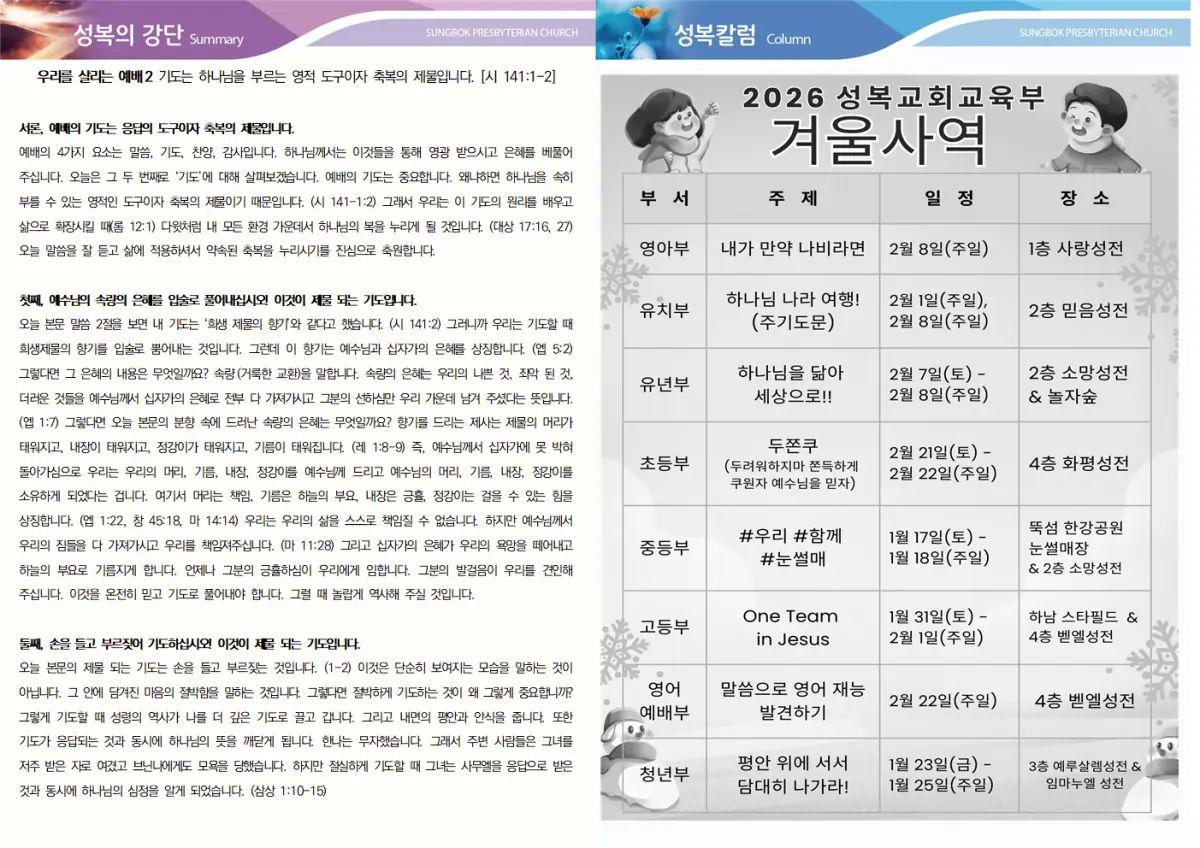 성복의 강단 Summary
SUNGBOK PRESBYTERIAN CHURCH
우리를 살리는 예배 2 기도는 하나님을 부르는 영적 도구이자 축복의 제물입니다. [시 141:1-2]
서론, 예배의 기도는 응답의 도구이자 축복의 제물입니다.
예배의 4가지 요소는 말씀, 기도, 찬양, 감사입니다. 하나님께서는 이것들을 통해 영광 받으시고 은혜를 베풀어
주십니다. 오늘은 그 두 번째로 ‘기도’에 대해 살펴보겠습니다. 예배의 기도는 중요합니다. 왜냐하면 하나님을 속히
부를 수 있는 영적인 도구이자 축복의 제물이기 때문입니다. (시 141-1:2) 그래서 우리는 이 기도의 원리를 배우고
삶으로 확장시킬 때(롬 12:1) 다윗처럼 내 모든 환경 가운데서 하나님의 복을 누리게 될 것입니다. (대상 17:16, 27)
오늘 말씀을 잘 듣고 삶에 적용하셔서 약속된 축복을 누리시기를 진심으로 축원합니다.
첫째, 예수님의 속량의 은혜를 입술로 풀어내십시오! 이것이 제물 되는 기도입니다.
오늘 본문 말씀 2절을 보면 내 기도는 ‘희생 제물의 향기’와 같다고 했습니다. (시 141:2) 그러니까 우리는 기도할 때
희생제물의 향기를 입술로 뿜어내는 것입니다. 그런데 이 향기는 예수님과 십자가의 은혜를 상징합니다. (엡 5:2)
그렇다면 그 은혜의 내용은 무엇일까요? 속량(거룩한 교환)을 말합니다. 속량의 은혜는 우리의 나쁜 것, 죄악 된 것,
더러운 것들을 예수님께서 십자가의 은혜로 전부 다 가져가시고 그분의 선하심만 우리 가운데 남겨 주셨다는 뜻입니다.
(엡 1:7) 그렇다면 오늘 본문의 분향 속에 드러난 속량의 은혜는 무엇일까요? 향기를 드리는 제사는 제물의 머리가
태워지고, 내장이 태워지고, 정강이가 태워지고, 기름이 태워집니다. (레 1:8-9) 즉, 예수님께서 십자가에 못 박혀
돌아가심으로 우리는 우리의 머리, 기름, 내장, 정강이를 예수님께 드리고 예수님의 머리, 기름, 내장, 정강이를
소유하게 되었다는 겁니다. 여기서 머리는 책임, 기름은 하늘의 부요, 내장은 긍휼, 정강이는 걸을 수 있는 힘을
상징합니다. (엡 1:22, 창 45:18, 마 14:14) 우리는 우리의 삶을 스스로 책임질 수 없습니다. 하지만 예수님께서
우리의 짐들을 다 가져가시고 우리를 책임져주십니다. (마 11:28) 그리고 십자가의 은혜가 우리의 욕망을 떼어내고
하늘의 부요로 기름지게 합니다. 언제나 그분의 긍휼하심이 우리에게 임합니다. 그분의 발걸음이 우리를 견인해
주십니다. 이것을 온전히 믿고 기도로 풀어내야 합니다. 그럴 때 놀랍게 역사해 주실 것입니다.
둘째, 손을 들고 부르짖어 기도하십시오! 이것이 제물 되는 기도입니다.
오늘 본문의 제물 되는 기도는 손을 들고 부르짖는 것입니다. (1-2) 이것은 단순히 보여지는 모습을 말하는 것이
아닙니다. 그 안에 담겨진 마음의 절박함을 말하는 것입니다. 그렇다면 절박하게 기도하는 것이 왜 그렇게 중요합니까?
그렇게 기도할 때 성령의 역사가 나를 더 깊은 기도로 끌고 갑니다. 그리고 내면의 평안과 안식을 줍니다. 또한
기도가 응답되는 것과 동시에 하나님의 뜻을 깨닫게 됩니다. 한나는 무자했습니다. 그래서 주변 사람들은 그녀를
저주 받은 자로 여겼고 브닌나에게도 모욕을 당했습니다. 하지만 절실하게 기도할 때 그녀는 사무엘을 응답으로 받은
것과 동시에 하나님의 심정을 알게 되었습니다. (삼상 1:10-15)
성복칼럼 Column
SUNGBOK PRESBYTERIAN CHURCH
2026 성복교회교육부
겨울사역
부 서 주 제 일 정 장 소
영아부 내가 만약 나비라면 2월 8일(주일) 1층 사랑성전
유치부 하나님 나라 여행! (주기도문) 2월 1일(주일), 2월 8일(주일) 2층 믿음성전
유년부 하나님을 닮아 세상으로!! 2월 7일(토) - 2월 8일(주일) 2층 소망성전 & 놀자숲
초등부 두쫀쿠 (두려워하지마 쫀득하게 쿠원자 예수님을 믿자) 2월 21일(토) - 2월 22일(주일) 4층 화평성전
중등부 #우리 #함께 #눈썰매 1월 17일(토) - 1월 18일(주일) 뚝섬 한강공원 눈썰매장 & 2층 소망성전
고등부 One Team in Jesus 1월 31일(토) - 2월 1일(주일) 하남 스타필드 & 4층 벧엘성전
영어 예배부 말씀으로 영어 재능 발견하기 2월 22일(주일) 4층 벧엘성전
청년부 평안 위에 서서 담대히 나가라! 1월 23일(금) - 1월 25일(주일) 3층 예루살렘성전 & 임마누엘 성전